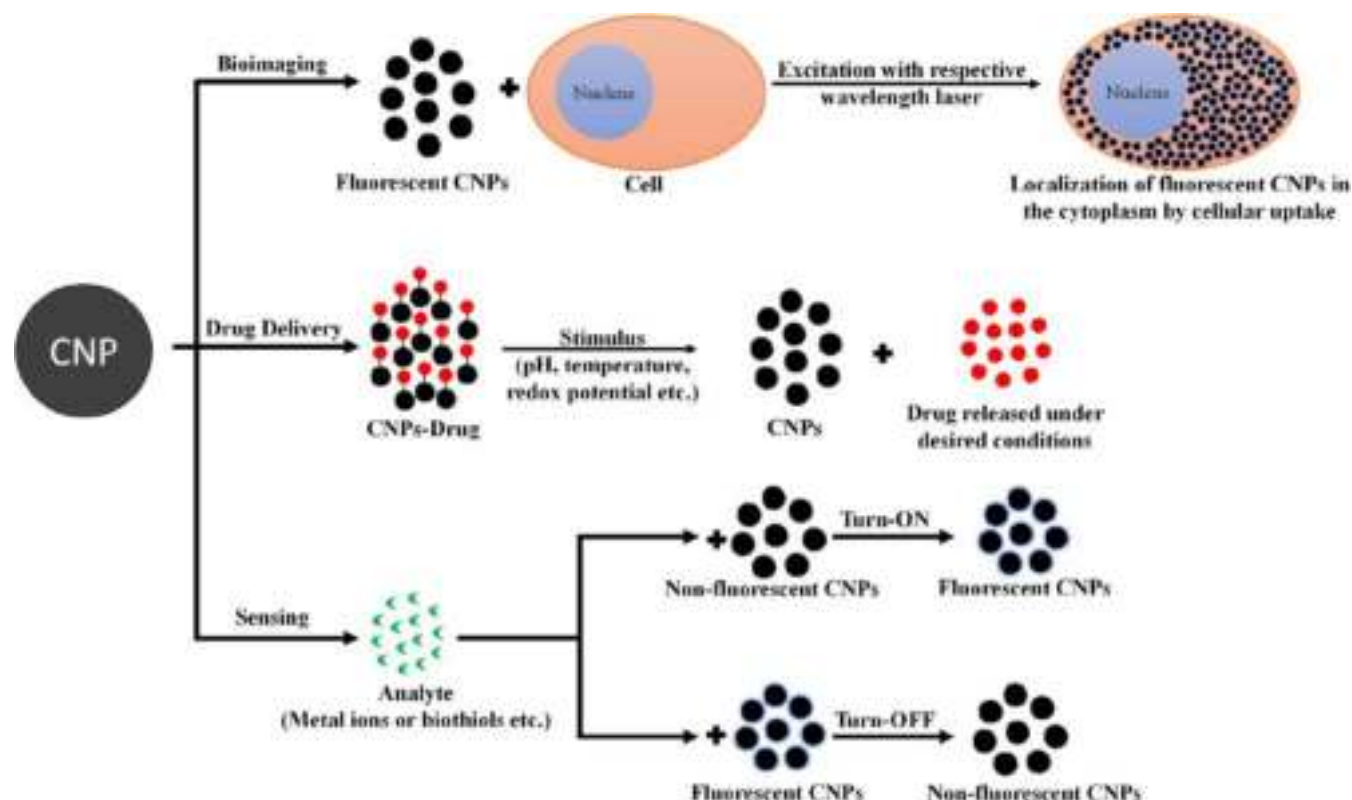 Bioimaging
Nucleus
Excitation with respective
wavelength laser
Nucleus
Fluorescent CNPs
Cell
Localization of fluorescent CNPs in
the cytoplasm by cellular uptake
CNP
Drug Delivery
Stimulus
(pH, temperature,
redox potential etc.)
CNPs-Drug
CNPs
Drug released under
desired conditions
Turn-ON
Non-fluorescent CNPs
Fluorescent CNPs
Sensing
Analyte
(Metal ions or biothiols etc.)
Turn-OFF
Fluorescent CNPs
Non-fluorescent CNPs